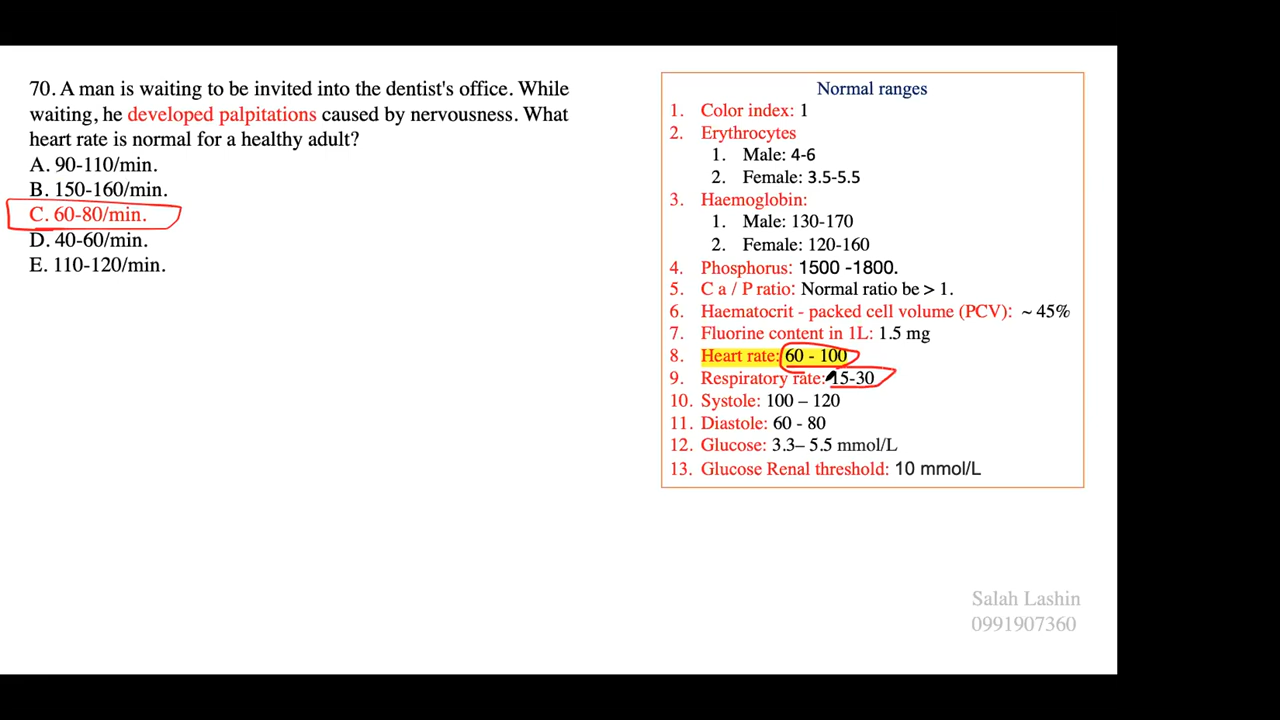 70. A man is waiting to be invited into the dentist's office. While
waiting, he developed palpitations caused by nervousness. What
heart rate is normal for a healthy adult?
A. 90-110/min.
B. 150-160/min.
C. 60-80/min.
D. 40-60/min.
E. 110-120/min.
Normal ranges
1. Color index: 1
2. Erythrocytes
1. Male: 4-6
2. Female: 3.5-5.5
3. Haemoglobin:
1. Male: 130-170
2. Female: 120-160
4. Phosphorus: 1500 -1800.
5. C a / P ratio: Normal ratio be > 1.
6. Haematocrit - packed cell volume (PCV): ~ 45%
7. Fluorine content in 1L: 1.5 mg
8. Heart rate: 60 - 100
9. Respiratory rate: 15-30
10. Systole: 100 – 120
11. Diastole: 60 - 80
12. Glucose: 3.3– 5.5 mmol/L
13. Glucose Renal threshold: 10 mmol/L
Salah Lashin
0991907360